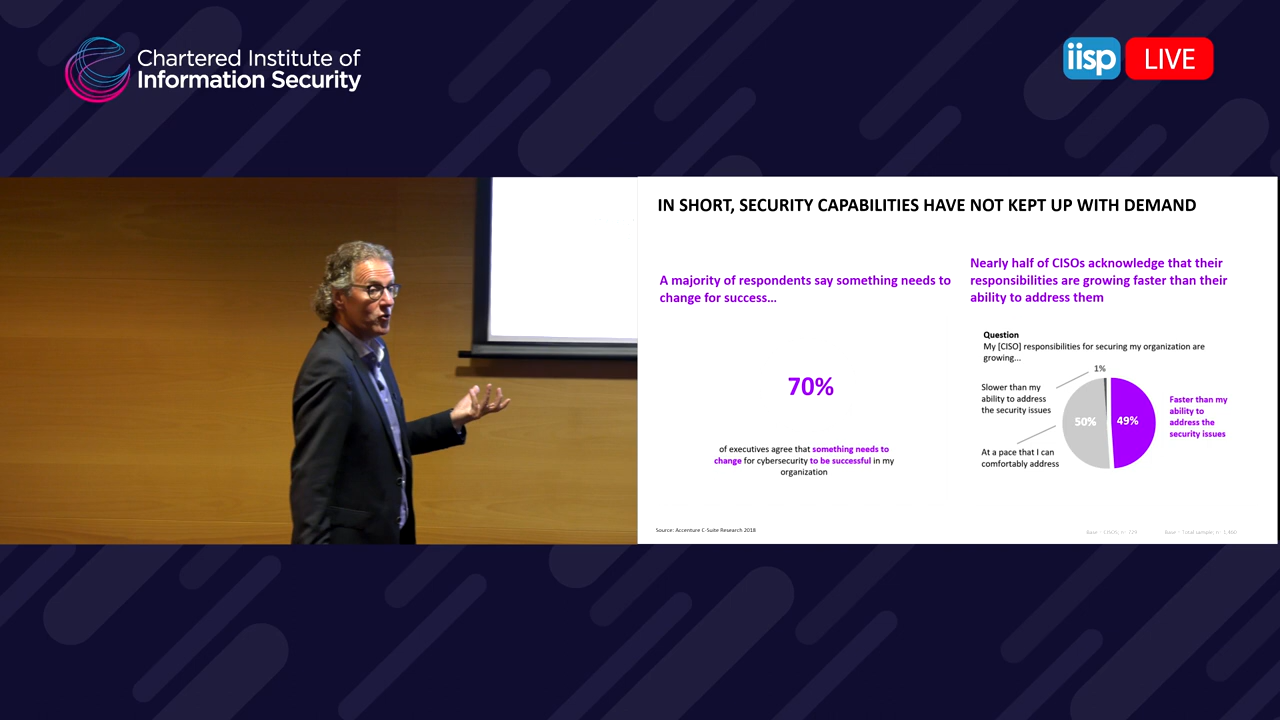 Chartered Institute of
Information Security
iisp
LIVE
IN SHORT, SECURITY CAPABILITIES HAVE NOT KEPT UP WITH DEMAND
A majority of respondents say something needs to
change for success...
70%
of executives agree that something needs to
change for cybersecurity to be successful in my
organization
Nearly half of CISOs acknowledge that their
responsibilities are growing faster than their
ability to address them
Question
My [CISO] responsibilities for securing my organization are
growing...
1%
Slower than my
ability to address
the security issues
50%
49%
Faster than my
ability to
address the
security issues
At a pace that I can
comfortably address
Source: Accenture C-Suite Research 2018
Base – CISOS, n=
Base – Total sample, n=